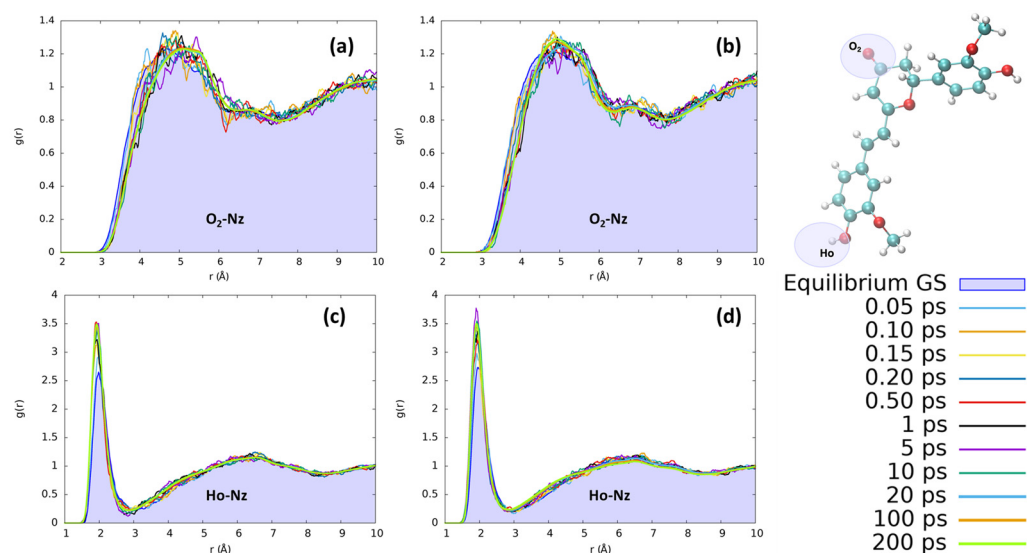 1.4
1.2
1
0.8
0.6
0.4
0.2
0
g(r)
(a)
O₂-Nz
2 3 4 5 6 7 8 9 10
r (Å)
1.4
1.2
1
0.8
0.6
0.4
0.2
0
g(r)
(b)
O₂-Nz
2 3 4 5 6 7 8 9 10
r (Å)
O₂
Ho
3.5
3
2.5
2
1.5
1
0.5
0
g(r)
(c)
Ho-Nz
1 2 3 4 5 6 7 8 9 10
r (Å)
4
3.5
3
2.5
2
1.5
1
0.5
0
g(r)
(d)
Ho-Nz
1 2 3 4 5 6 7 8 9 10
r (Å)
Equilibrium GS
0.05 ps
0.10 ps
0.15 ps
0.20 ps
0.50 ps
1 ps
5 ps
10 ps
20 ps
100 ps
200 ps